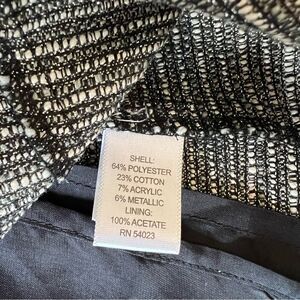 SHELL:
64% POLYESTER
23% COTTON
7% ACRYLIC
6% METALLIC
LINING:
100% ACETATE
RN 54023